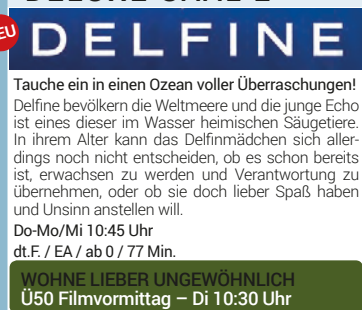 NEU
DELFINE
Tauche ein in einen Ozean voller Überraschungen!
Delfine bevölkern die Weltmeere und die junge Echo
ist eines dieser im Wasser heimischen Säugetiere.
In ihrem Alter kann das Delfinmädchen sich aller-
dings noch nicht entscheiden, ob es schon bereits
ist, erwachsen zu werden und Verantwortung zu
übernehmen, oder ob sie doch lieber Spaß haben
und Unsinn anstellen will.
Do-Mo/Mi 10:45 Uhr
dt.F. / EA / ab 0 / 77 Min.
WOHNE LIEBER UNGEWÖHNLICH
Ü50 Filmvormittag – Di 10:30 Uhr